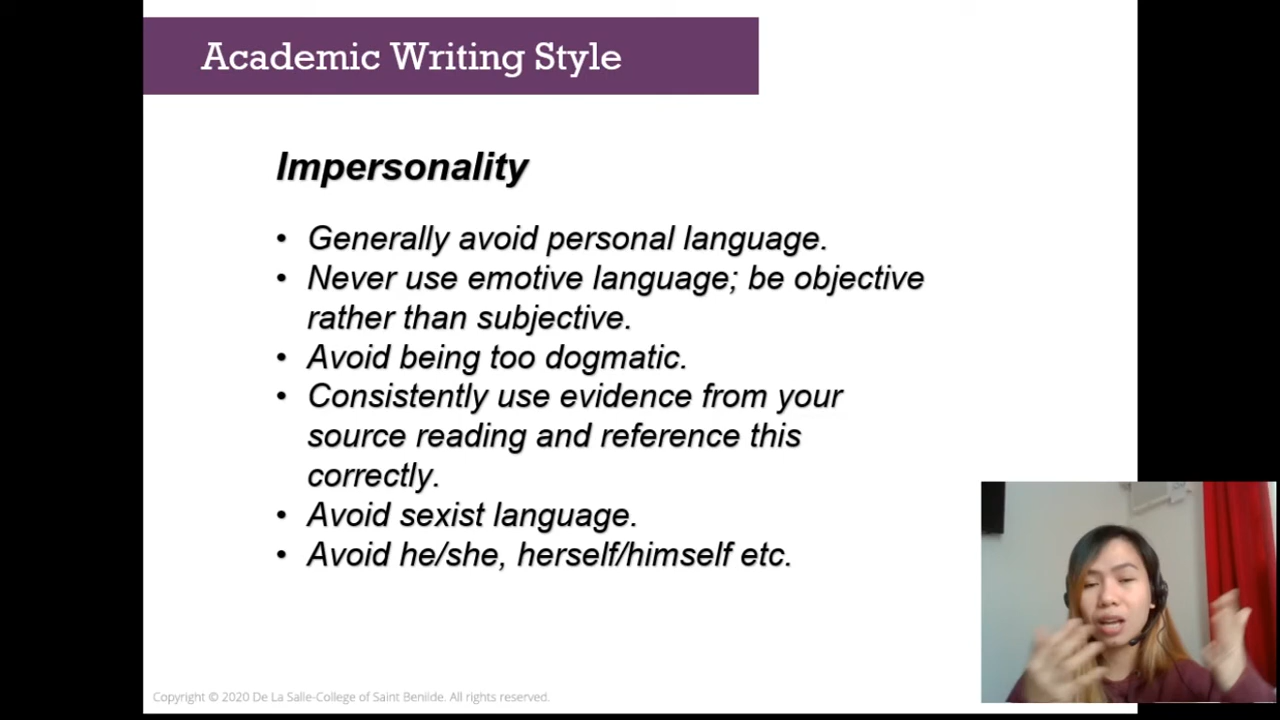 Academic Writing Style
Impersonality
• Generally avoid personal language.
• Never use emotive language; be objective
rather than subjective.
• Avoid being too dogmatic.
• Consistently use evidence from your
source reading and reference this
correctly.
• Avoid sexist language.
• Avoid he/she, herself/himself etc.
Copyright © 2020 De La Salle-College of Saint Benilde. All rights reserved.